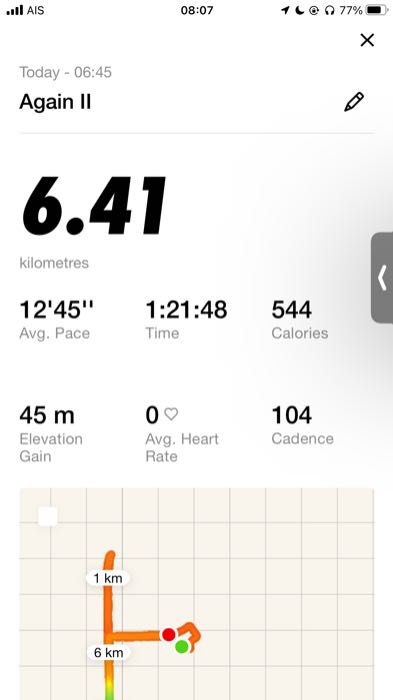 AIS 08:07 77%
Today - 06:45
Again II
6.41
kilometres
12'45'' 1:21:48 544
Avg. Pace Time Calories
45 m 0 104
Elevation Avg. Heart Cadence
Gain Rate
1 km
6 km